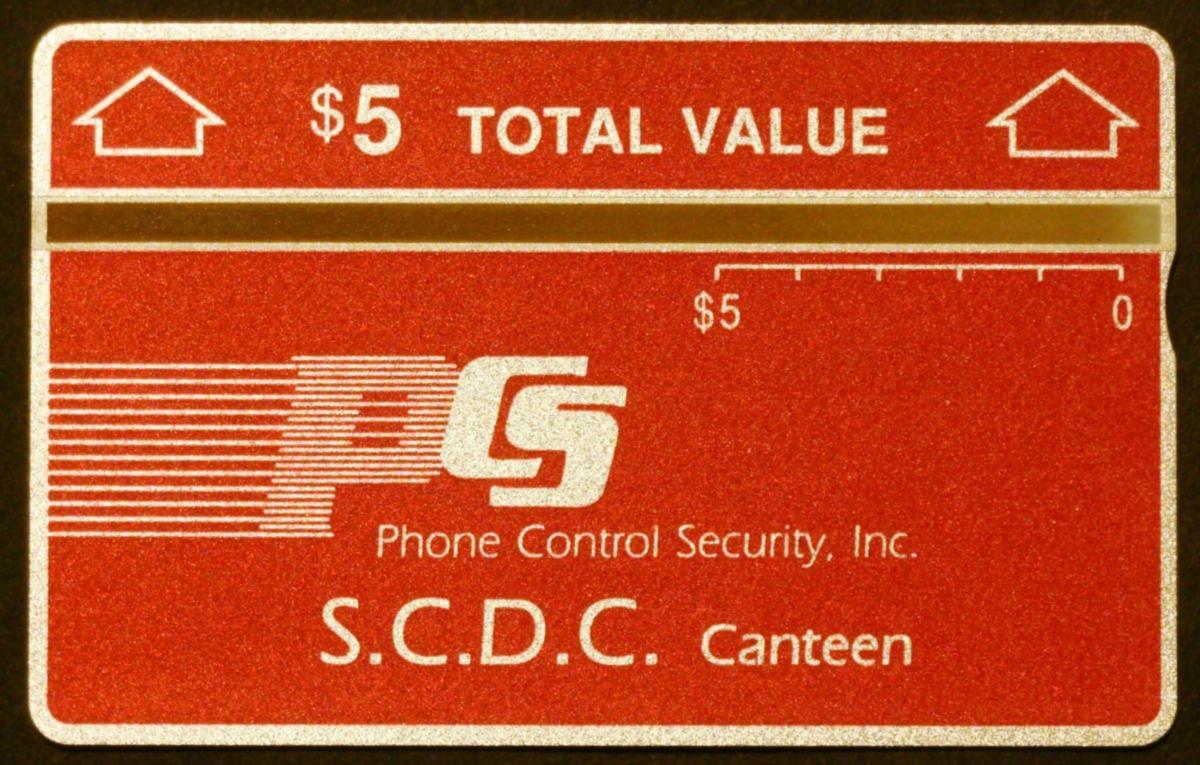 $5 TOTAL VALUE
$5 0
PCS
Phone Control Security, Inc.
S.C.D.C. Canteen